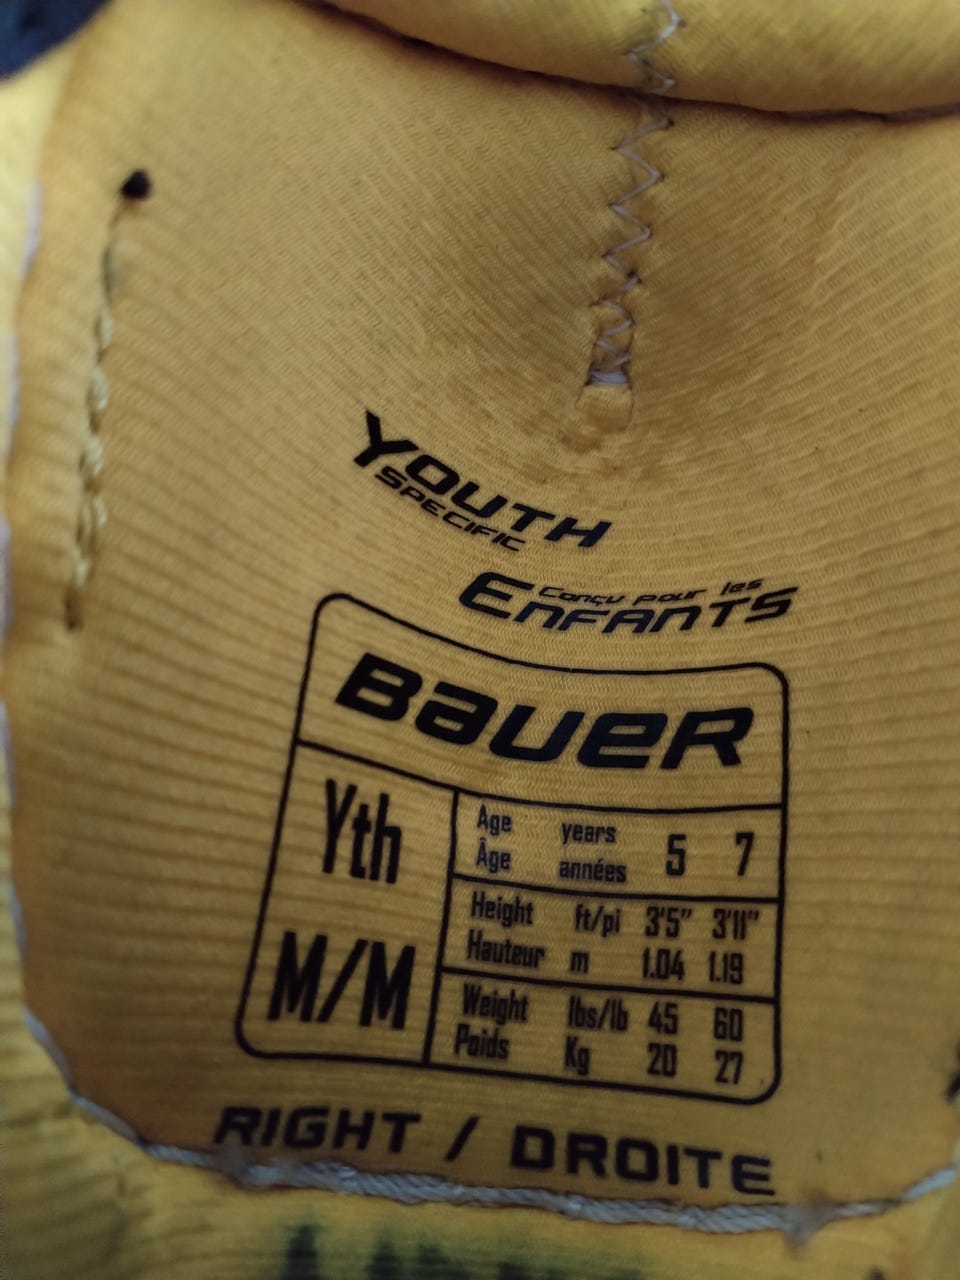 YOUTH
SPECIFIC
Conçu pour les
ENFANTS
BAUER
Yth
M/M
Age years
Âge années 5 7
Height ft/pi 3'5" 3'11"
Hauteur m 1.04 1.19
Weight lbs/lb 45 60
Poids Kg 20 27
RIGHT / DROITE